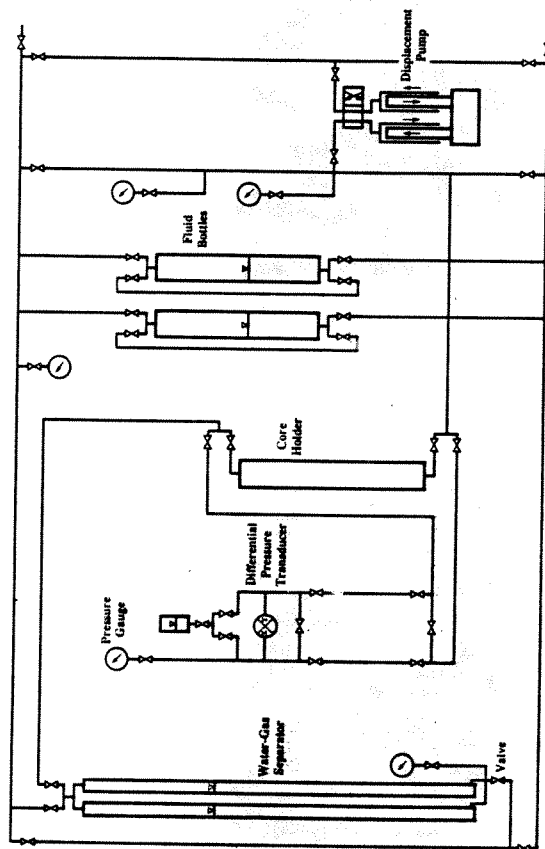 Displacement
Pump
Fluid
Bottles
Core
Holder
Differential
Pressure
Transducer
Pressure
Gauge
Water-Gas
Separator
Valve